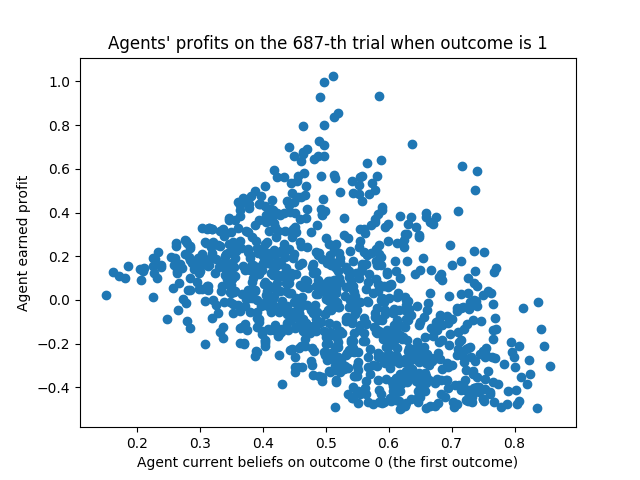 Agents' profits on the 687-th trial when outcome is 1
1.0
0.8
0.6
0.4
0.2
0.0
−0.2
−0.4
Agent earned profit
0.2 0.3 0.4 0.5 0.6 0.7 0.8
Agent current beliefs on outcome 0 (the first outcome)